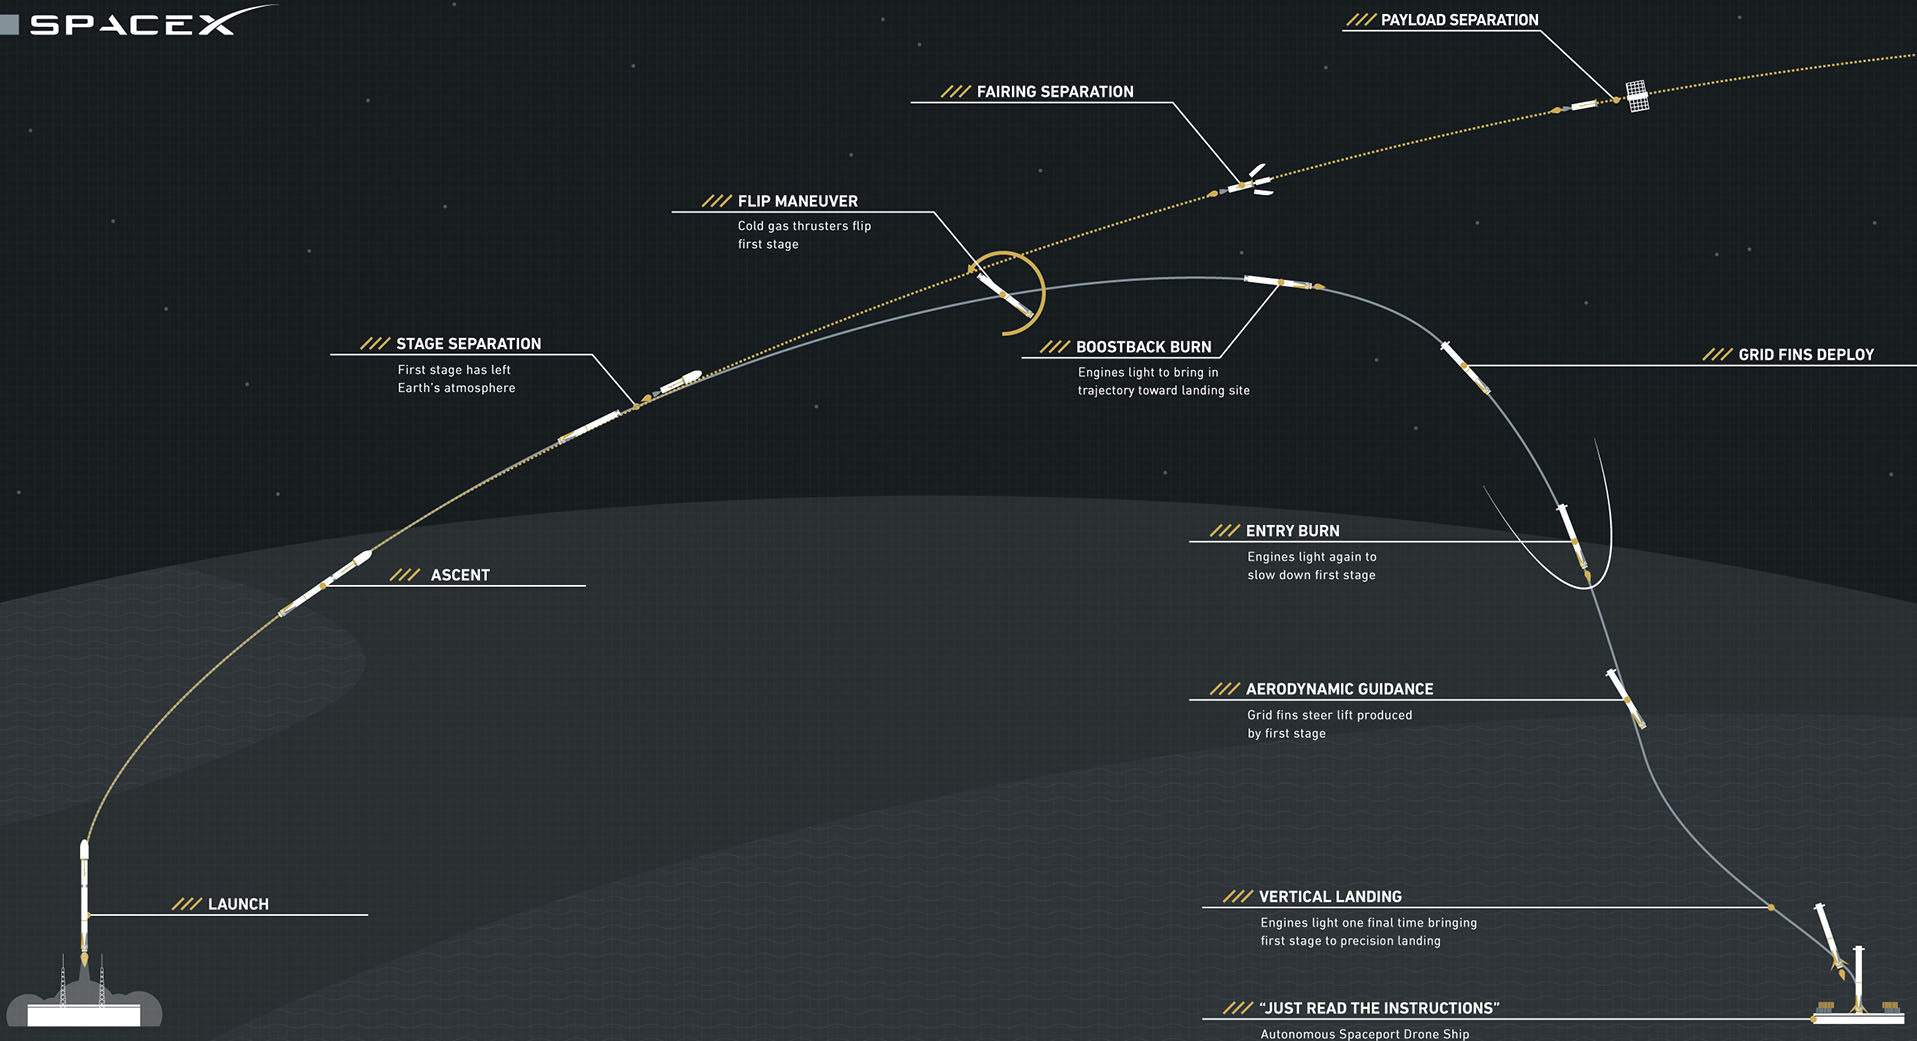 SPACEX
PAYLOAD SEPARATION
FAIRING SEPARATION
FLIP MANEUVER
Cold gas thrusters flip
first stage
STAGE SEPARATION
First stage has left
Earth's atmosphere
BOOSTBACK BURN
Engines light to bring in
trajectory toward landing site
GRID FINS DEPLOY
ASCENT
ENTRY BURN
Engines light again to
slow down first stage
AERODYNAMIC GUIDANCE
Grid fins steer lift produced
by first stage
LAUNCH
VERTICAL LANDING
Engines light one final time bringing
first stage to precision landing
“JUST READ THE INSTRUCTIONS”
Autonomous Spaceport Drone Ship